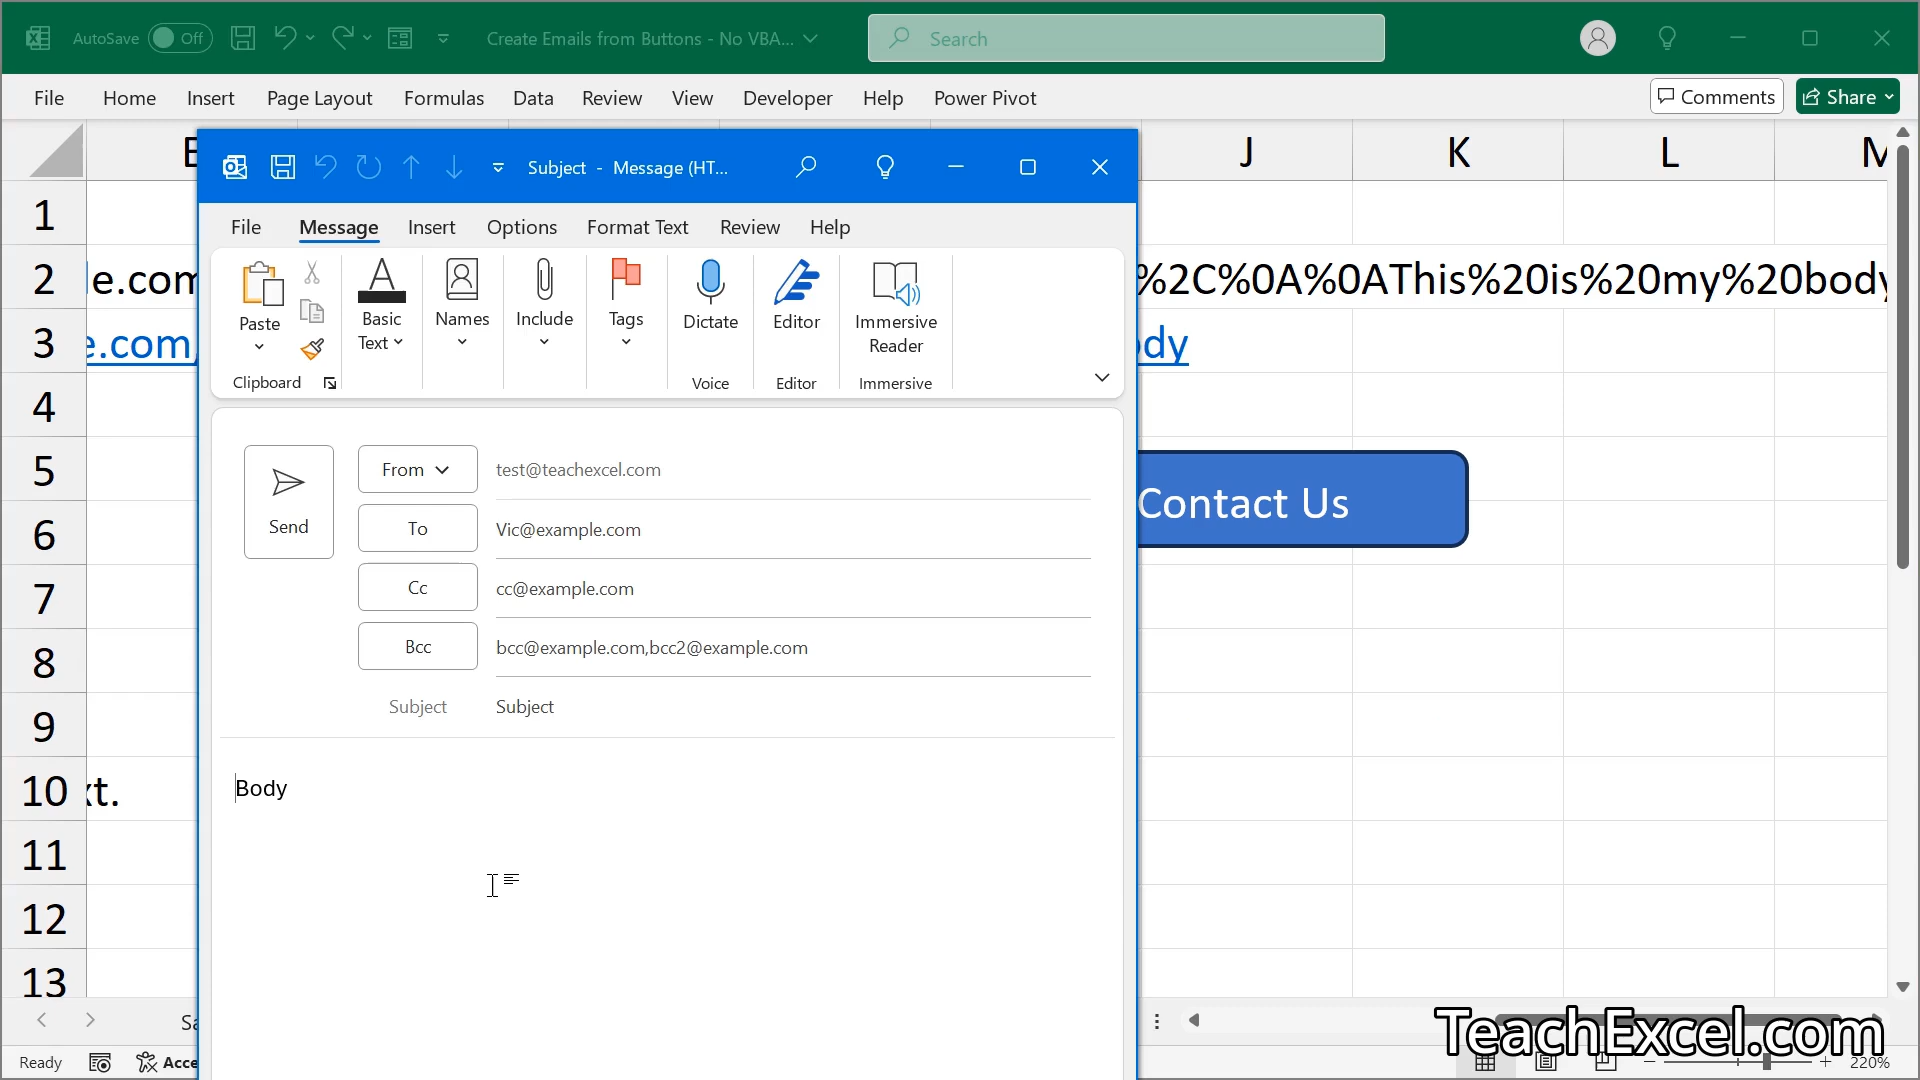 AutoSave Off Create Emails from Buttons - No VBA... Search
File Home Insert Page Layout Formulas Data Review View Developer Help Power Pivot Comments Share
J K L
Subject - Message (HT...
File Message Insert Options Format Text Review Help
Paste
Clipboard
Basic
Text
Names
Include
Tags
Dictate
Voice
Editor
Editor
Immersive
Reader
Immersive
Send
From test@teachexcel.com
To Vic@example.com
Cc cc@example.com
Bcc bcc@example.com,bcc2@example.com
Subject Subject
Body
1
2 le.com %2C%0A%0AThis%20is%20my%20body
3 e.com, ody
4
5
6
Contact Us
7
8
9
10 xt.
11
12
13
Sa
TeachExcel.com
Ready Acce 220%